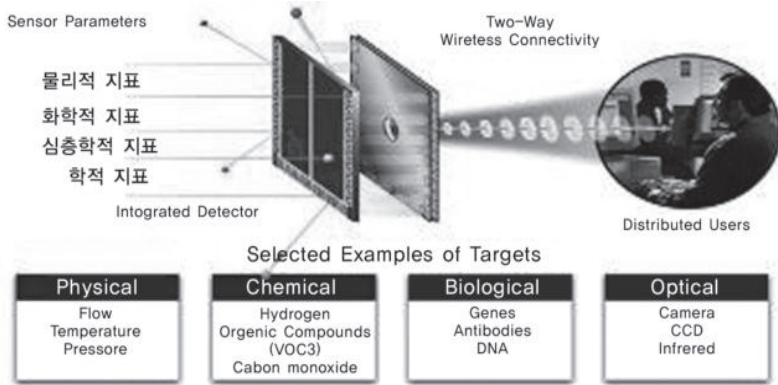 Sensor Parameters
Two-Way
Wireless Connectivity
물리적 지표
화학적 지표
심층학적 지표
학적 지표
Intograted Detector
Distributed Users
Selected Examples of Targets
Physical
Flow
Temperature
Pressore
Chemical
Hydrogen
Orgenic Compounds
(VOC3)
Cabon monoxide
Biological
Genes
Antibodies
DNA
Optical
Camera
CCD
Infrered